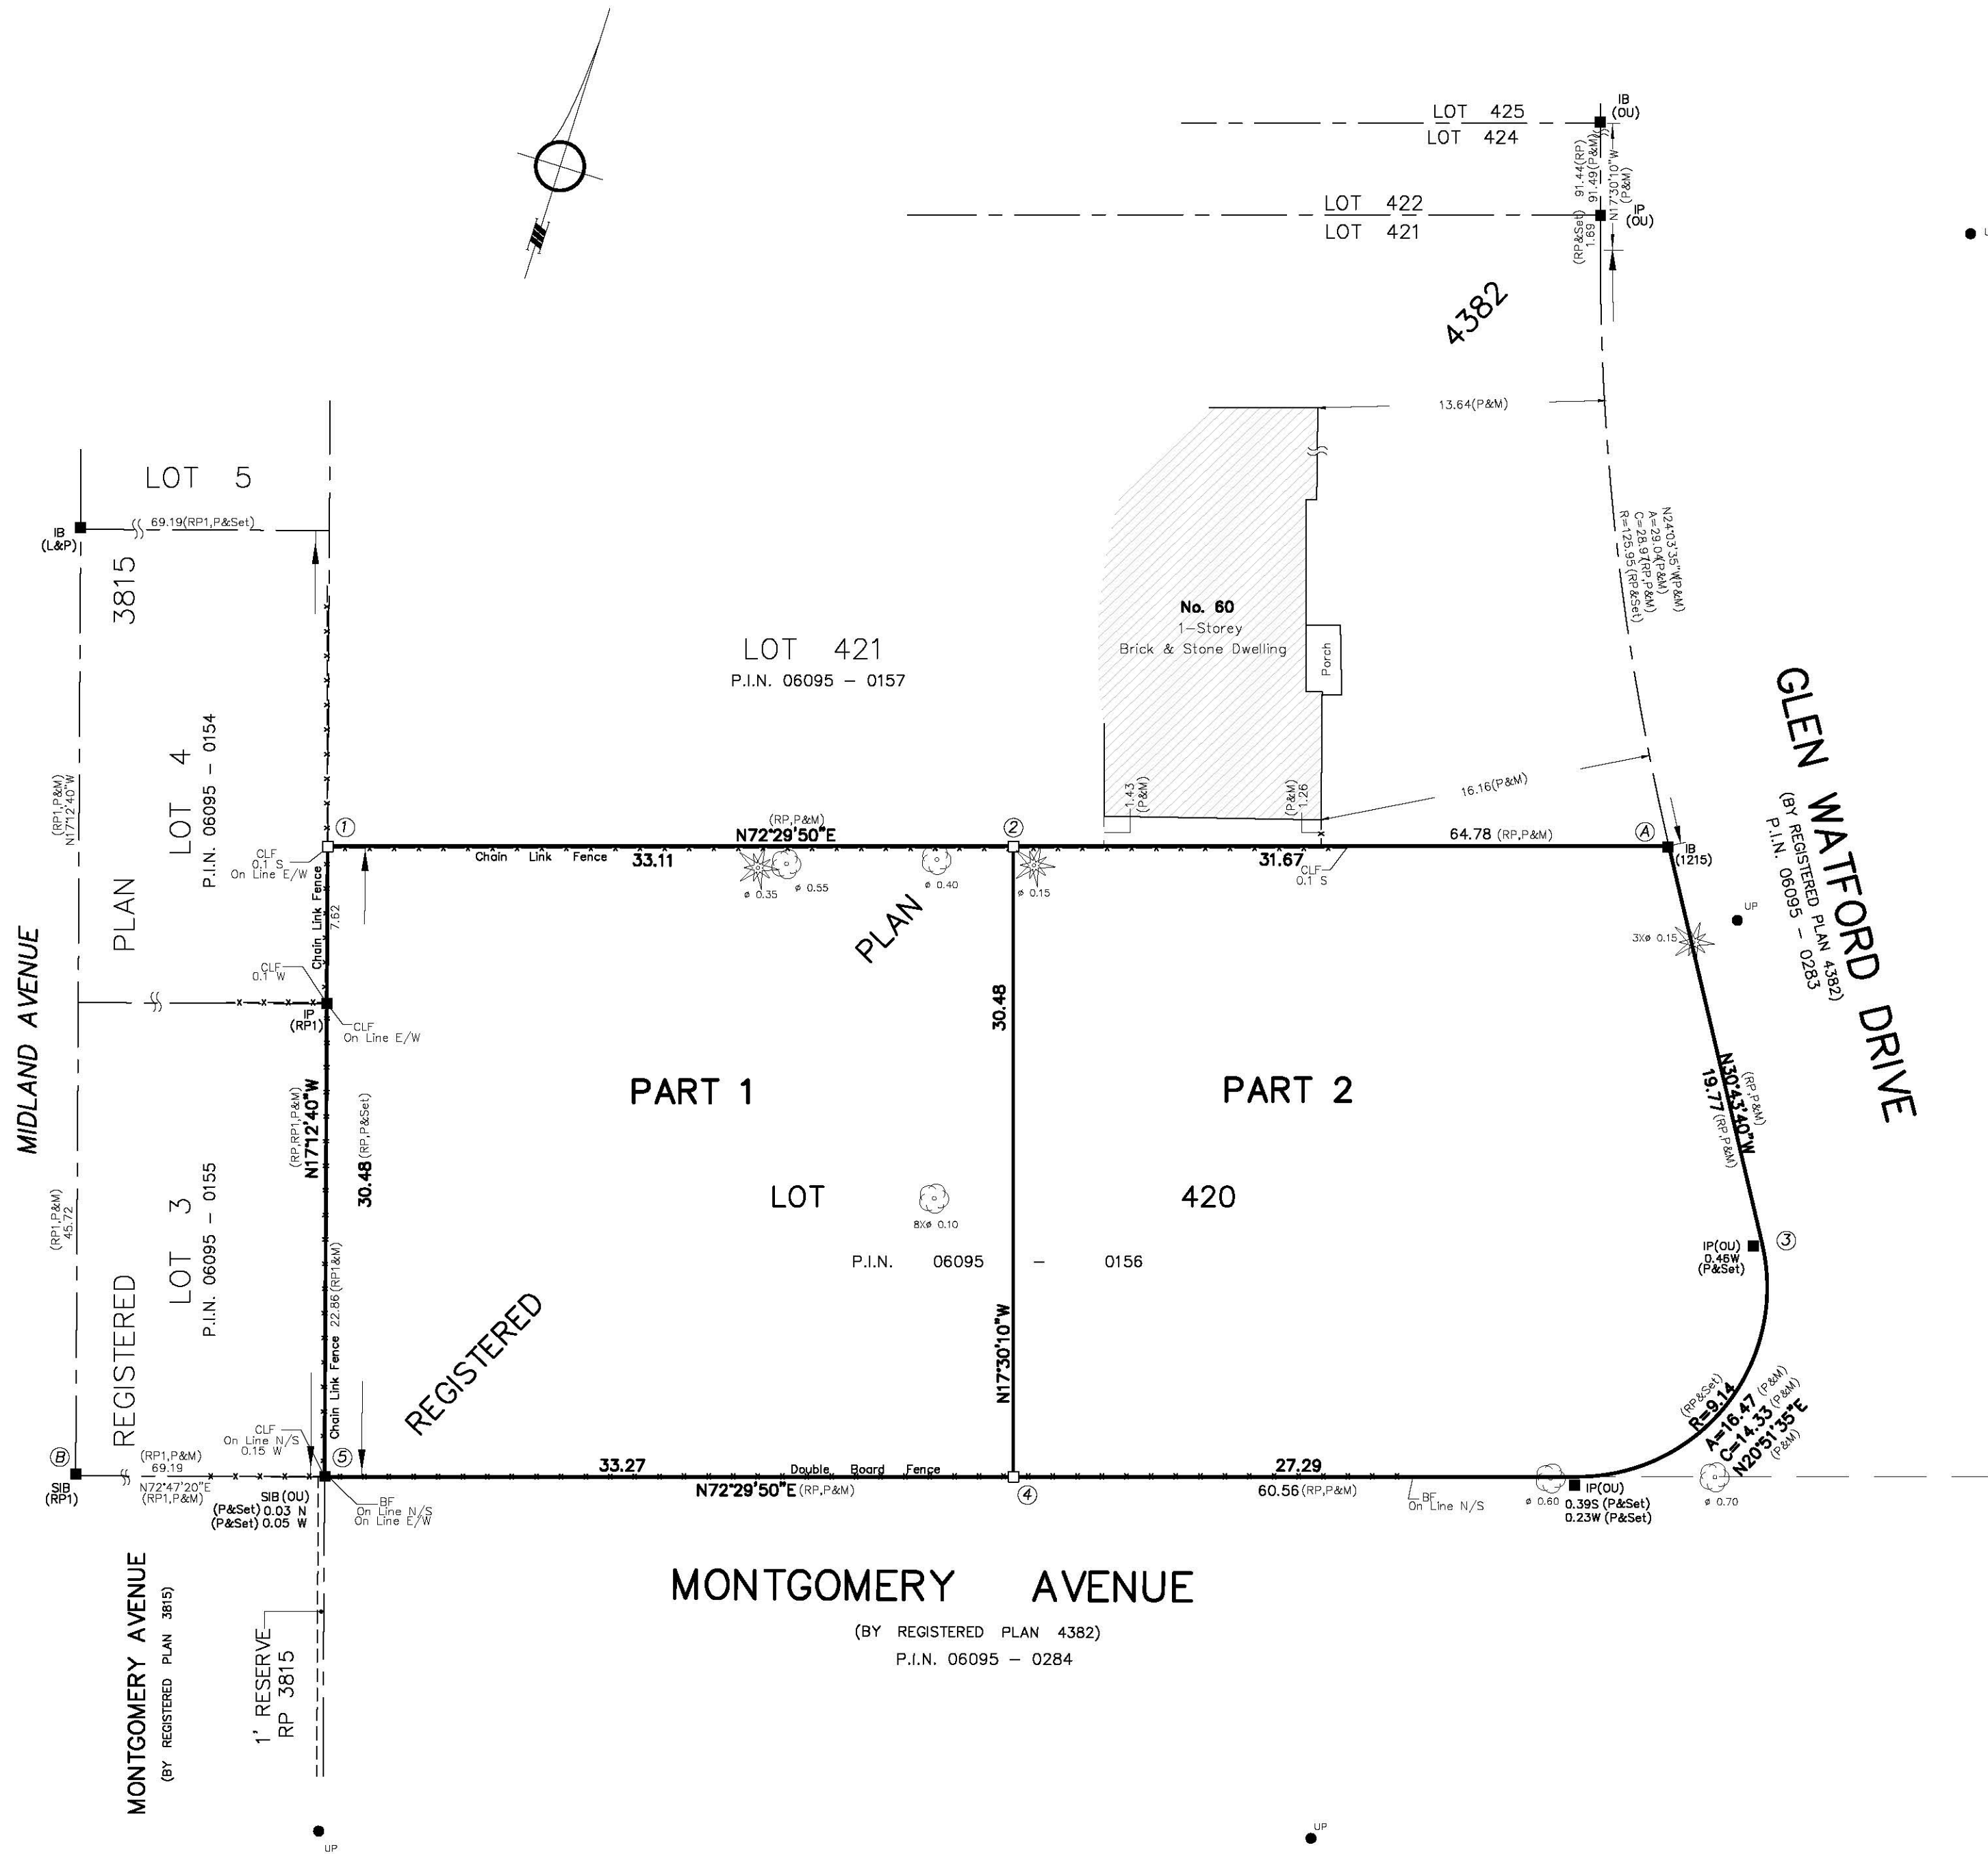 IB
(OU)
LOT 425
LOT 424
91.44(RP)
91.49(P&M)
N17°30'10"W
(P&M)
LOT 422
LOT 421
IP
(OU)
(RP&Set)
1.69
4382
13.64(P&M)
LOT 5
69.19(RP1,P&Set)
IB
(L&P)
3815
N24°03'35"W(P&M)
A=29.04(P&M)
C=28.97(RP,P&M)
R=125.95(RP&Set)
No. 60
1-Storey
Brick & Stone Dwelling
Porch
LOT 421
P.I.N. 06095 - 0157
LOT 4
P.I.N. 06095 - 0154
(RP1,P&M)
N17°12'40"W
1.43
(P&M)
(P&M)
1.26
16.16(P&M)
GLEN WATFORD DRIVE
(BY REGISTERED PLAN 4382)
P.I.N. 06095 - 0283
1
(RP,P&M)
N72°29'50"E
2
64.78 (RP,P&M)
A
IB
(1215)
CLF
0.1 S
On Line E/W
Chain Link Fence
33.11
31.67
CLF
0.1 S
ø 0.35
ø 0.55
ø 0.40
ø 0.15
Chain Link Fence
7.62
PLAN
PLAN
UP
3Xø 0.15
MIDLAND AVENUE
CLF
0.1 W
IP
(RP1)
CLF
On Line E/W
30.48
PART 1
PART 2
(RP,P&M)
N30°43'40"W
19.77 (RP,P&M)
(RP,RP1,P&M)
N17°12'40"W
30.48 (RP,P&Set)
(RP1,P&M)
45.72
LOT 3
P.I.N. 06095 - 0155
LOT 420
8Xø 0.10
P.I.N. 06095 - 0156
IP(OU)
0.46W
(P&Set)
3
REGISTERED
REGISTERED
Chain Link Fence 22.86 (RP1&M)
N17°30'10"W
(RP&Set)
R=9.14
A=16.47 (P&M)
C=14.33 (P&M)
N20°51'35"E
(P&M)
CLF
On Line N/S
0.15 W
B
5
(RP1,P&M)
69.19
N72°47'20"E
(RP1,P&M)
SIB
(RP1)
SIB(OU)
(P&Set) 0.03 N
(P&Set) 0.05 W
BF
On Line N/S
On Line E/W
33.27
Double Board Fence
N72°29'50"E (RP,P&M)
4
27.29
60.56 (RP,P&M)
BF
On Line N/S
ø 0.60
IP(OU)
0.39S (P&Set)
0.23W (P&Set)
ø 0.70
MONTGOMERY AVENUE
(BY REGISTERED PLAN 4382)
P.I.N. 06095 - 0284
MONTGOMERY AVENUE
(BY REGISTERED PLAN 3815)
1' RESERVE
RP 3815
UP
UP